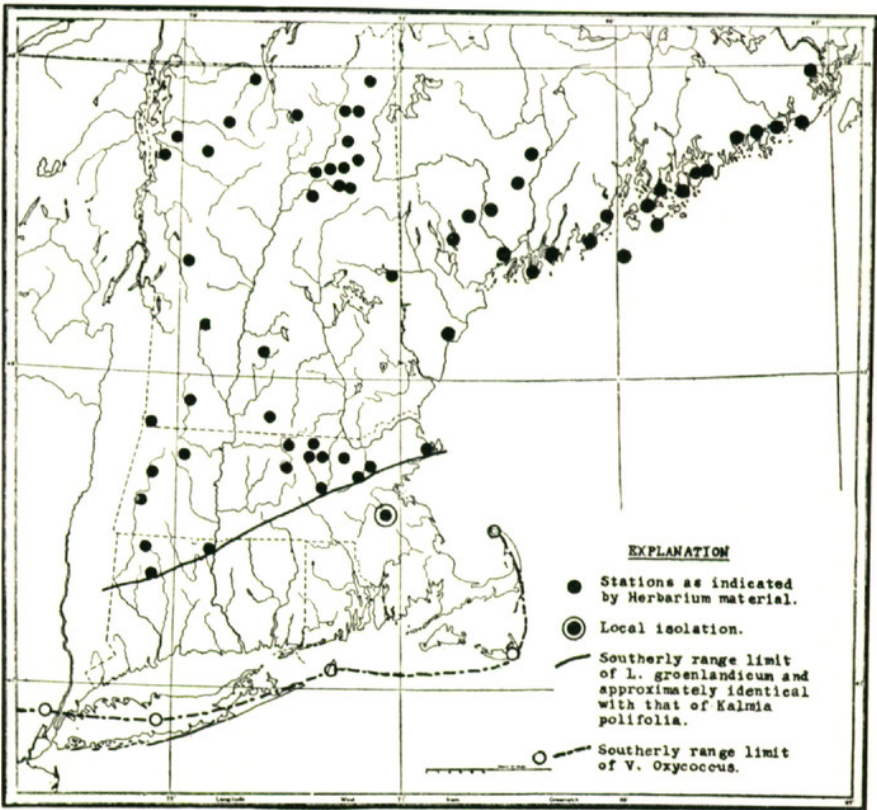 EXPLANATION
Stations as indicated
by Herbarium material.
Local isolation.
Southerly range limit
of L. groenlandicum and
approximately identical
with that of Kalmia
polifolia.
Southerly range limit
of V. Oxycoccus.
Longitude West from Greenwich